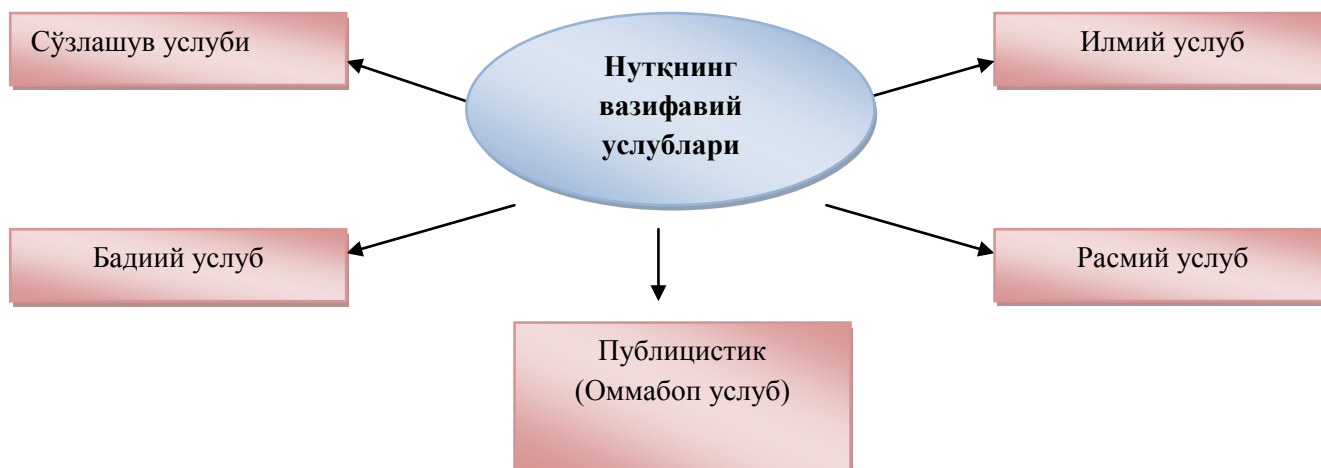 Сўзлашув услуби
Нутқнинг
вазифавий
услублари
Илмий услуб
Бадиий услуб
Расмий услуб
Публицистик
(Оммабоп услуб)